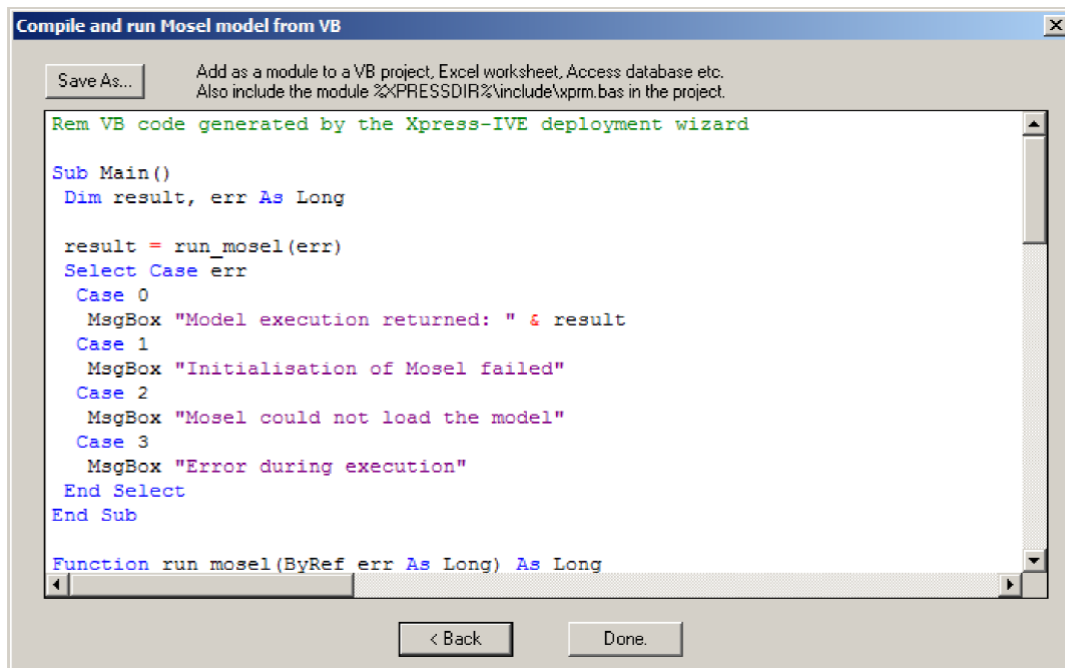 Compile and run Mosel model from VB
Save As...
Add as a module to a VB project, Excel worksheet, Access database etc.
Also include the module %XPRESSDIR%\include\xprm.bas in the project.
Rem VB code generated by the Xpress-IVE deployment wizard
Sub Main()
Dim result, err As Long
result = run_mosel(err)
Select Case err
Case 0
MsgBox "Model execution returned: " & result
Case 1
MsgBox "Initialisation of Mosel failed"
Case 2
MsgBox "Mosel could not load the model"
Case 3
MsgBox "Error during execution"
End Select
End Sub
Function run_mosel(ByRef err As Long) As Long
< Back
Done.